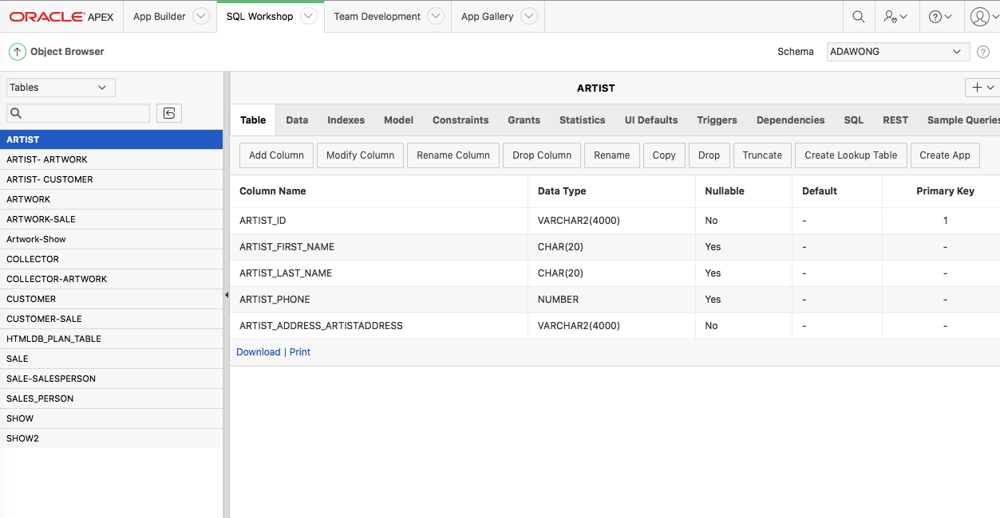 ORACLE APEX App Builder SQL Workshop Team Development App Gallery
Object Browser Schema ADAWONG
Tables
ARTIST
ARTIST- ARTWORK
ARTIST- CUSTOMER
ARTWORK
ARTWORK-SALE
Artwork-Show
COLLECTOR
COLLECTOR-ARTWORK
CUSTOMER
CUSTOMER-SALE
HTMLDB_PLAN_TABLE
SALE
SALE-SALESPERSON
SALES_PERSON
SHOW
SHOW2
ARTIST
Table Data Indexes Model Constraints Grants Statistics UI Defaults Triggers Dependencies SQL REST Sample Queries
Add Column Modify Column Rename Column Drop Column Rename Copy Drop Truncate Create Lookup Table Create App
Column Name Data Type Nullable Default Primary Key
ARTIST_ID VARCHAR2(4000) No - 1
ARTIST_FIRST_NAME CHAR(20) Yes - -
ARTIST_LAST_NAME CHAR(20) Yes - -
ARTIST_PHONE NUMBER Yes - -
ARTIST_ADDRESS_ARTISTADDRESS VARCHAR2(4000) No - -
Download | Print